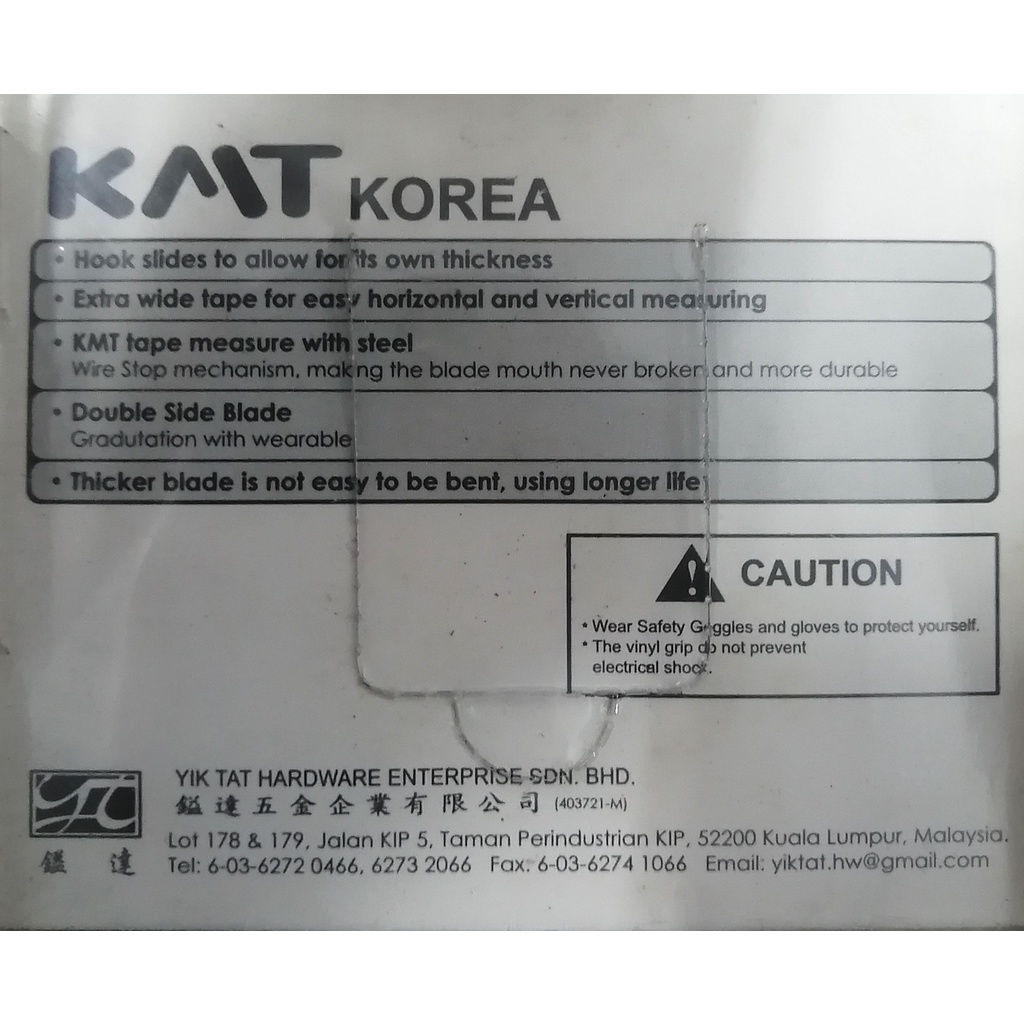 KMT KOREA
• Hook slides to allow for its own thickness
• Extra wide tape for easy horizontal and vertical measuring
• KMT tape measure with steel
Wire Stop mechanism, making the blade mouth never broken and more durable
• Double Side Blade
Gradutation with wearable
• Thicker blade is not easy to be bent, using longer life
! CAUTION
* Wear Safety Goggles and gloves to protect yourself.
* The vinyl grip do not prevent
electrical shock.
YIK TAT HARDWARE ENTERPRISE SDN. BHD.
鎰達五金企業有限公司 (403721-M)
Lot 178 & 179, Jalan KIP 5, Taman Perindustrian KIP, 52200 Kuala Lumpur, Malaysia.
Tel: 6-03-6272 0466, 6273 2066 Fax: 6-03-6274 1066 Email: yiktat.hw@gmail.com
YT
鎰達